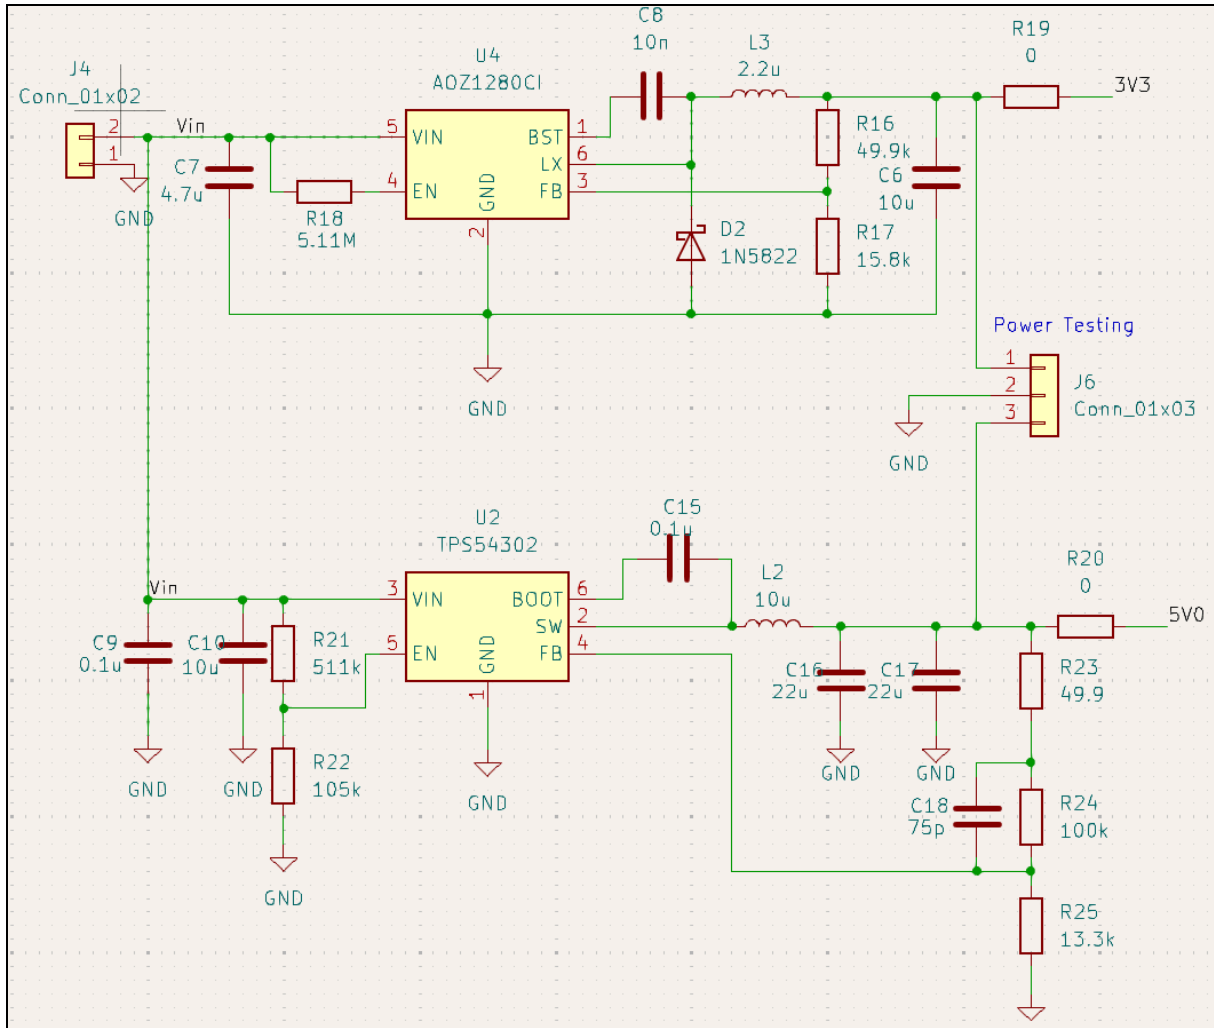 C8
10n
R19
0
L3
2.2u
3V3
U4
AOZ1280CI
J4
Conn_01x02
2
1
GND
Vin
C7
4.7u
R18
5.11M
5 VIN
4 EN
GND
2
BST 1
LX 6
FB 3
R16
49.9k
C6
10u
D2
1N5822
R17
15.8k
GND
Power Testing
1
2
3
J6
Conn_01x03
GND
C15
0.1u
U2
TPS54302
L2
10u
R20
0
5V0
Vin
3 VIN
5 EN
GND
1
BOOT 6
SW 2
FB 4
C9
0.1u
C10
10u
R21
511k
C16
22u
C17
22u
R23
49.9
GND
GND
R22
105k
GND
GND
GND
C18
75p
R24
100k
GND
R25
13.3k